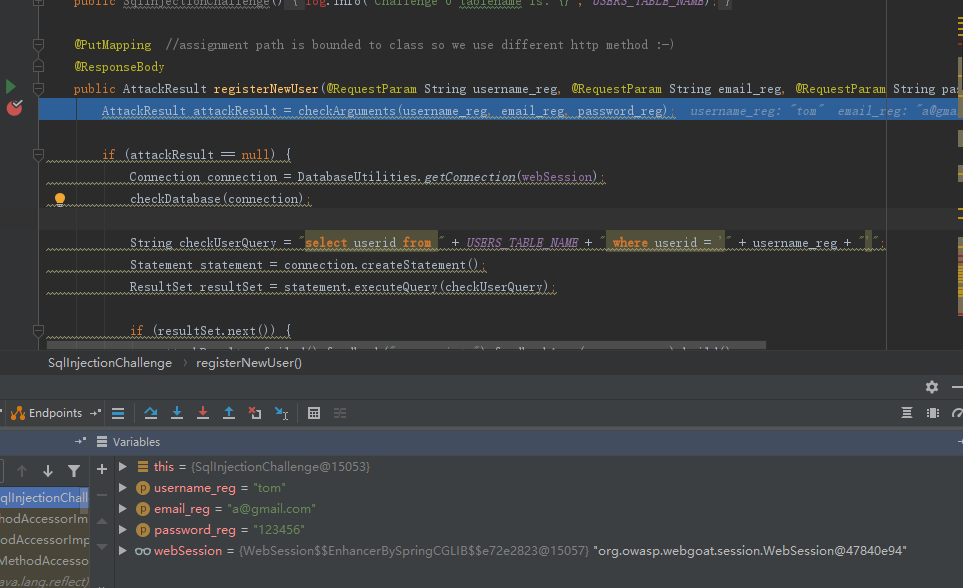 public SqlInjectionChallenge() { log.info("Challenge 6 tablename is: {}", USERS_TABLE_NAME); }
@PutMapping //assignment path is bounded to class so we use different http method :-)
@ResponseBody
public AttackResult registerNewUser(@RequestParam String username_reg, @RequestParam String email_reg, @RequestParam String pa
AttackResult attackResult = checkArguments(username_reg, email_reg, password_reg); username_reg: "tom" email_reg: "a@gma
if (attackResult == null) {
Connection connection = DatabaseUtilities.getConnection(webSession);
checkDatabase(connection);
String checkUserQuery = "select userid from " + USERS_TABLE_NAME + " where userid = '" + username_reg + "'";
Statement statement = connection.createStatement();
ResultSet resultSet = statement.executeQuery(checkUserQuery);
if (resultSet.next()) {
SqlInjectionChallenge › registerNewUser()
Endpoints
Variables
this = {SqlInjectionChallenge@15053}
username_reg = "tom"
qlInjectionChall
email_reg = "a@gmail.com"
hodAccessorIm
password_reg = "123456"
odAccessorImp
webSession = {WebSession$$EnhancerBySpringCGLIB$$e72e2823@15057} "org.owasp.webgoat.session.WebSession@47840e94"
MethodAccesso
ava.lang.reflect)